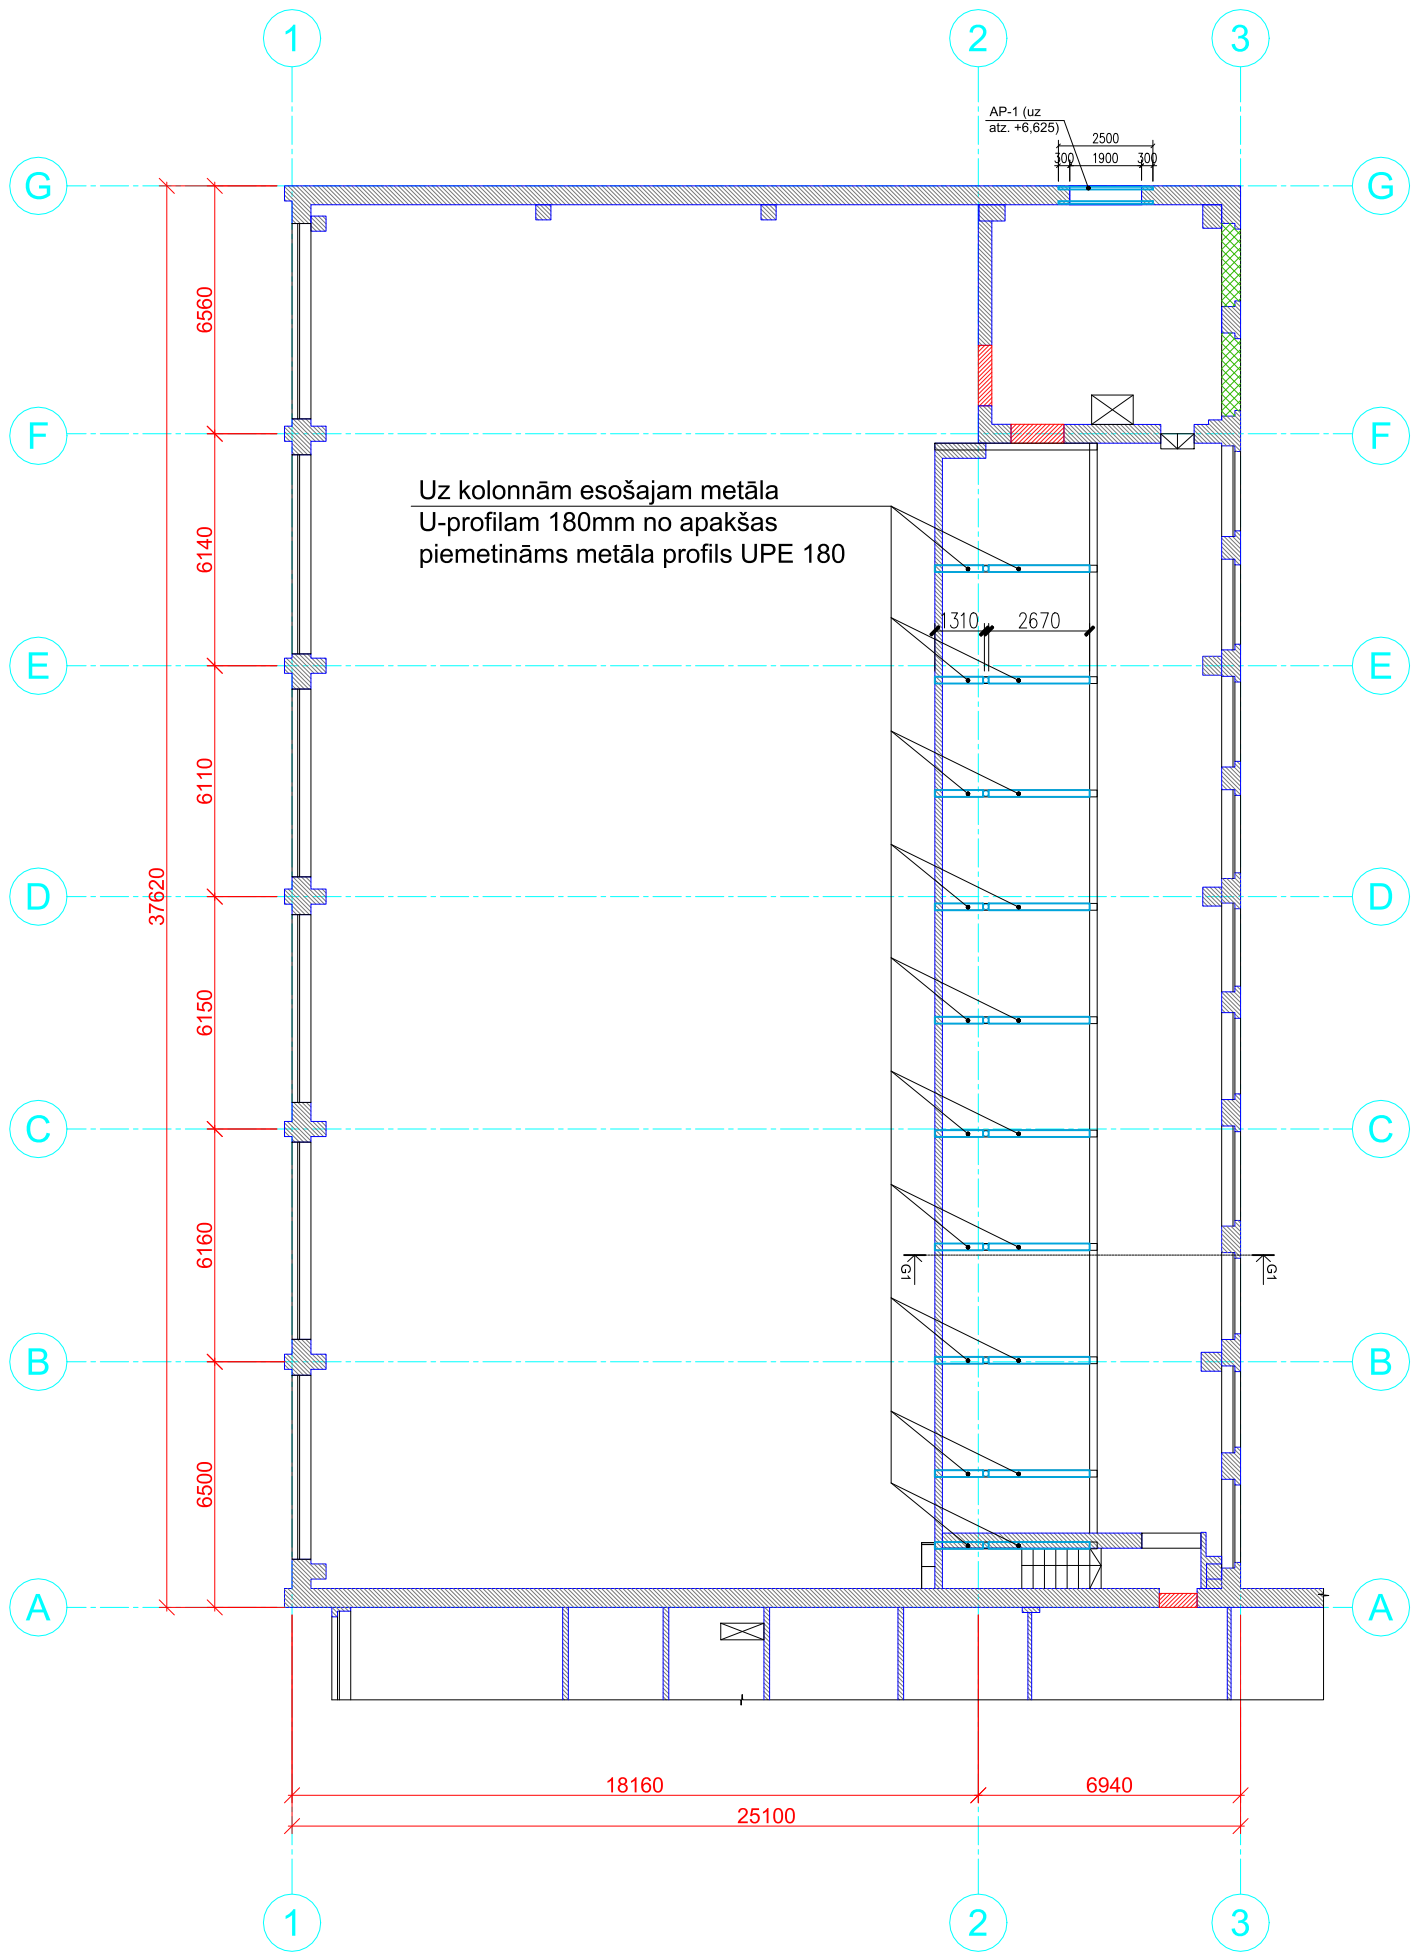 1
2
3
AP-1 (uz
atz. +6,625)
2500
300
1900
300
G
G
6560
F
F
Uz kolonnām esošajam metāla
U-profilam 180mm no apakšas
piemetināms metāla profils UPE 180
6140
1310
2670
E
E
6110
37620
D
D
6150
C
C
6160
G1
G1
B
B
6500
A
A
18160
6940
25100
1
2
3